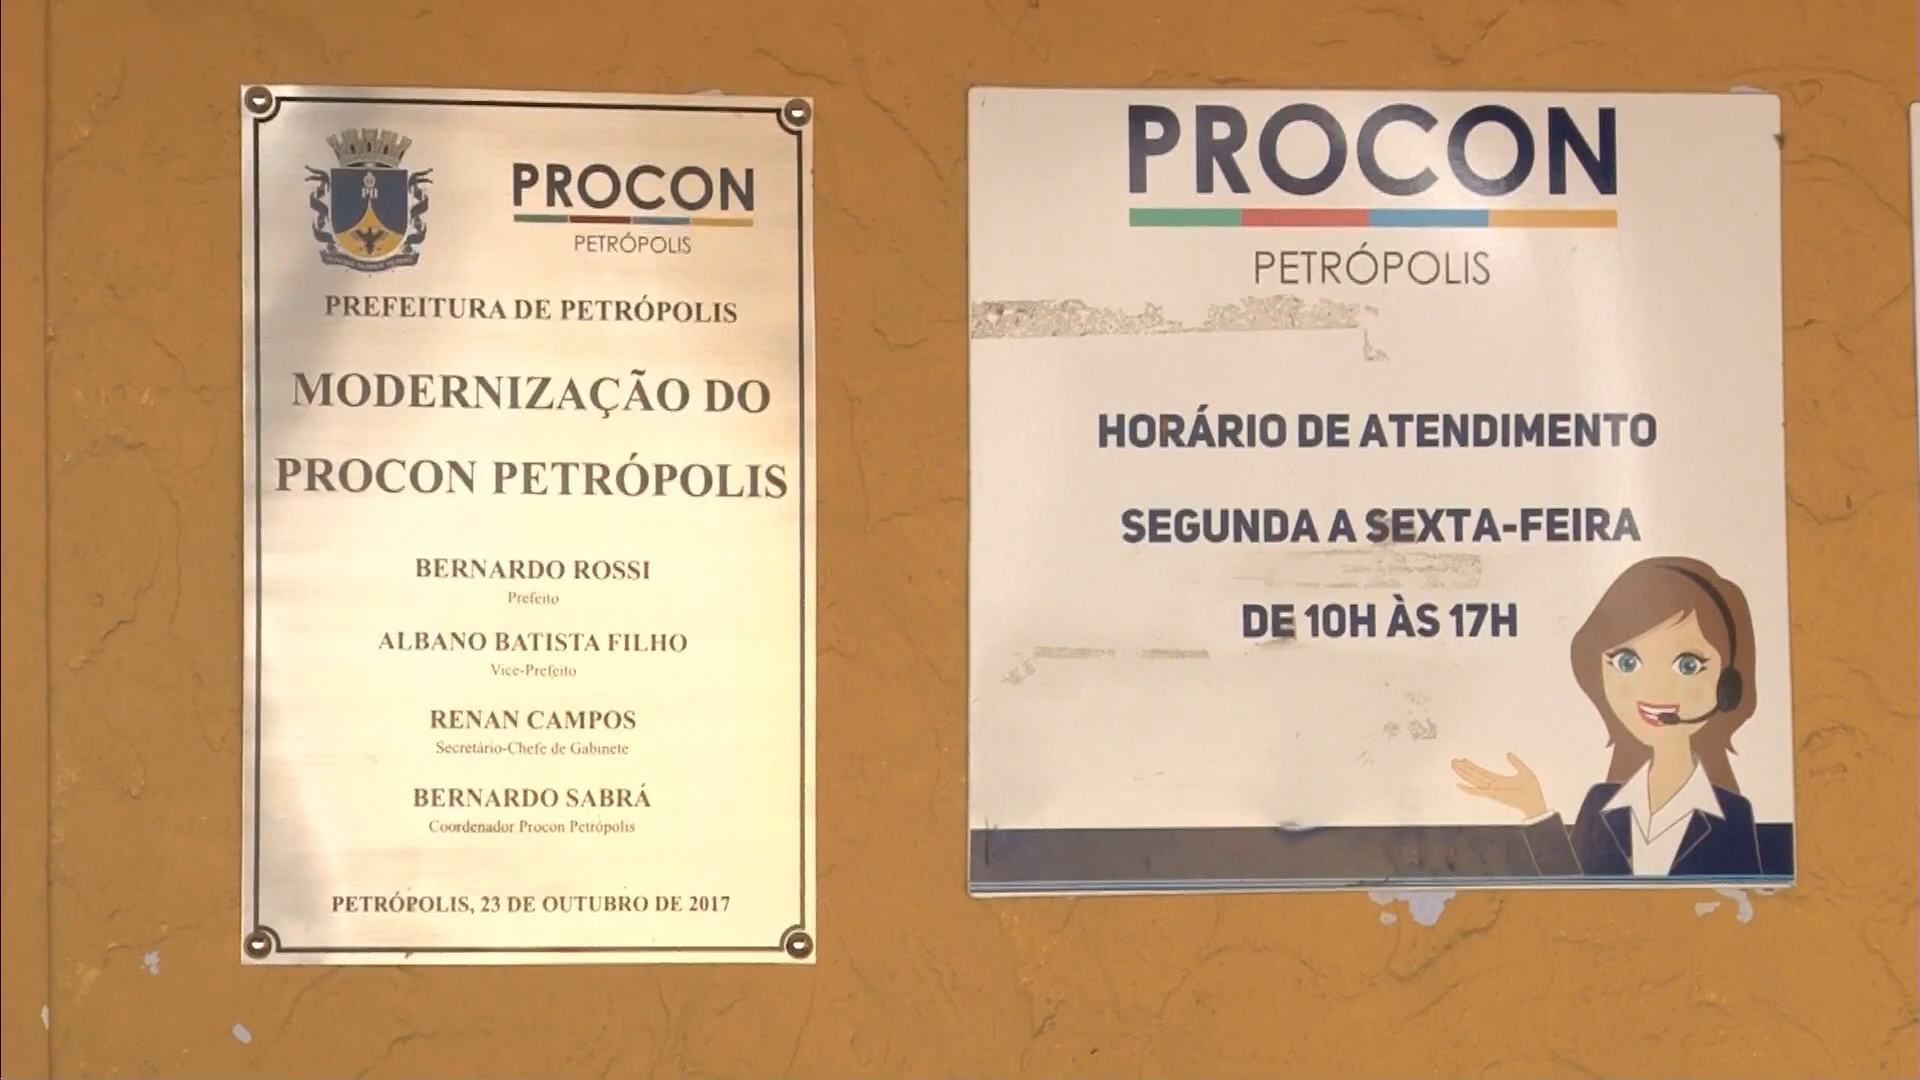 PII
PROCON
PETRÓPOLIS
PREFEITURA DE PETRÓPOLIS
MODERNIZAÇÃO DO
PROCON PETRÓPOLIS
BERNARDO ROSSI
Prefeito
ALBANO BATISTA FILHO
Vice-Prefeito
RENAN CAMPOS
Secretário-Chefe de Gabinete
BERNARDO SABRÁ
Coordenador Procon Petrópolis
PETRÓPOLIS, 23 DE OUTUBRO DE 2017
PROCON
PETRÓPOLIS
HORÁRIO DE ATENDIMENTO
SEGUNDA A SEXTA-FEIRA
DE 10H ÀS 17H